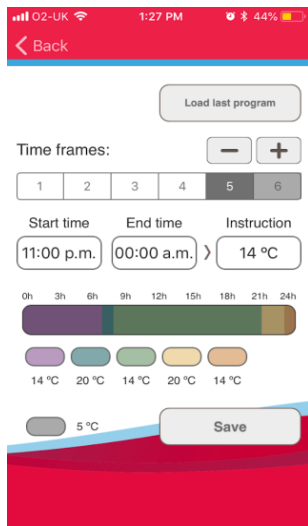 O2-UK 1:27 PM 44%
Back
Load last program
Time frames: − +
1 2 3 4 5 6
Start time End time Instruction
11:00 p.m. 00:00 a.m. 14 ºC
0h 3h 6h 9h 12h 15h 18h 21h 24h
14 ºC 20 ºC 14 ºC 20 ºC 14 ºC
5 ºC Save